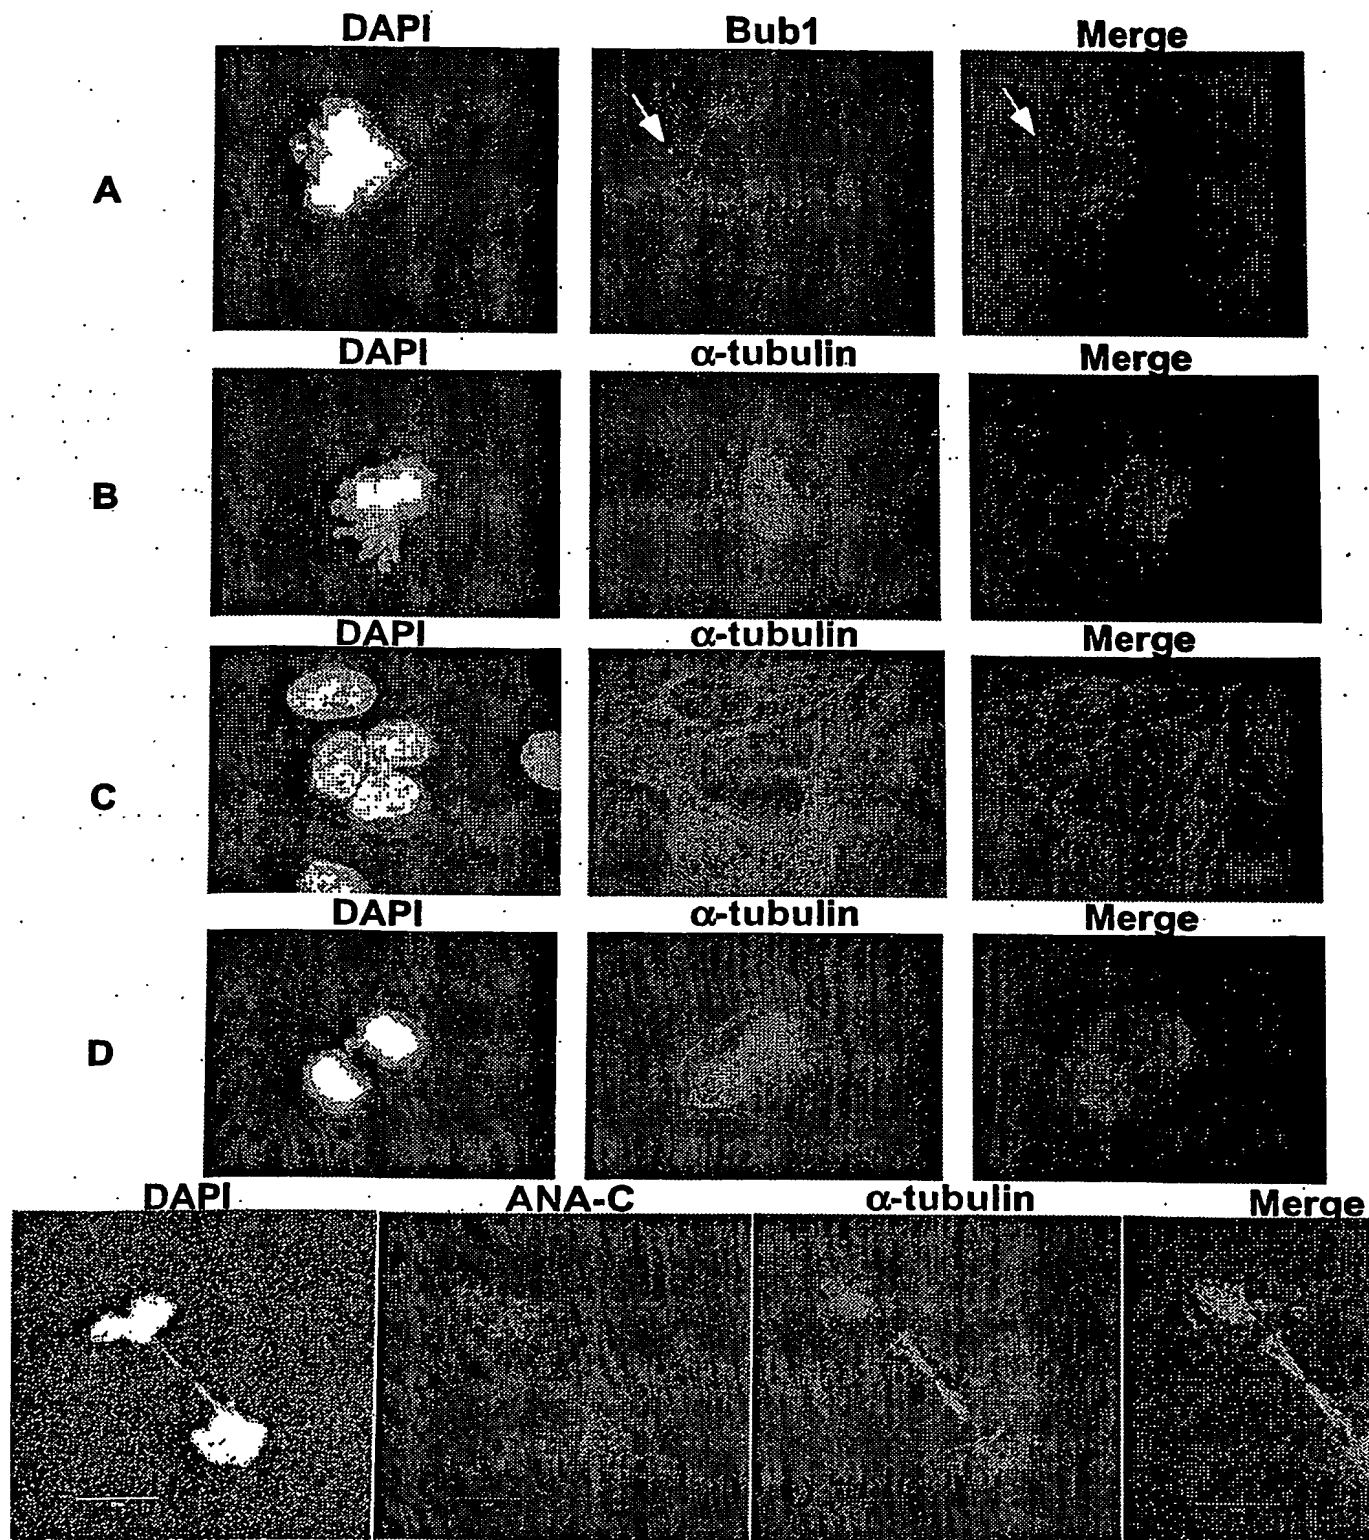 DAPI Bub1 Merge
A
DAPI α-tubulin Merge
B
DAPI α-tubulin Merge
C
DAPI α-tubulin Merge
D
DAPI ANA-C α-tubulin Merge